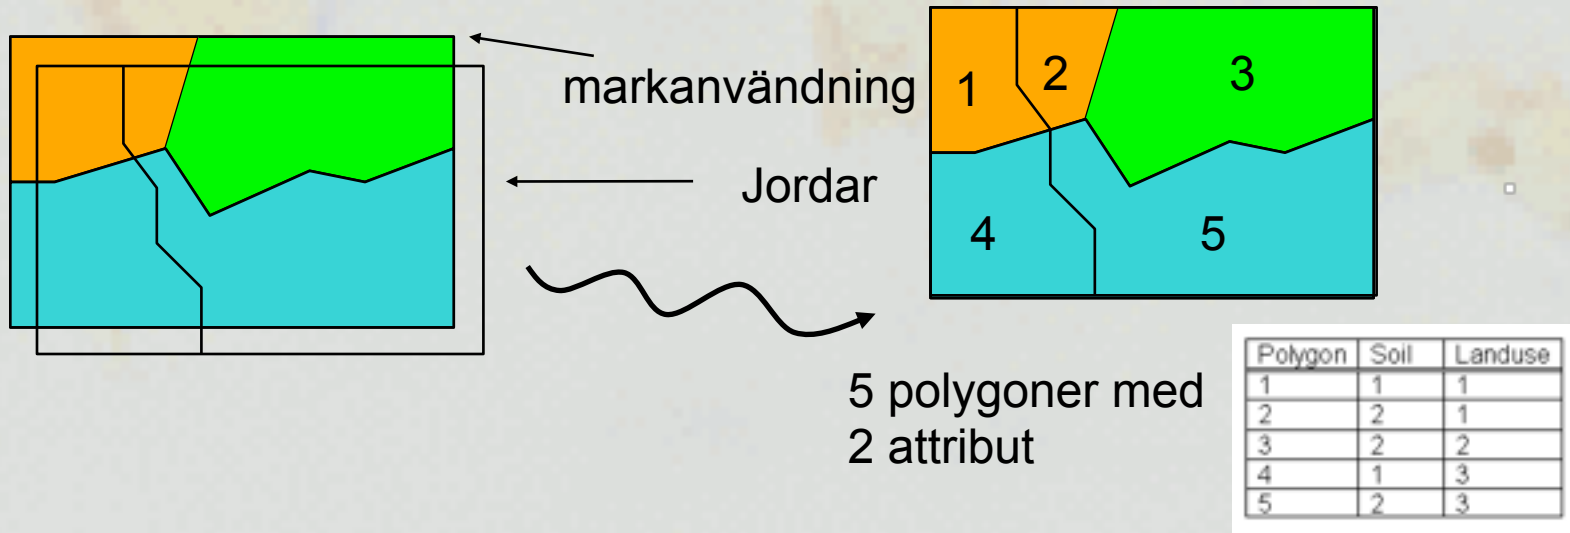 markanvändning
Jordar
1
2
3
4
5
5 polygoner med
2 attribut
Polygon Soil Landuse
1 1 1
2 2 1
3 2 2
4 1 3
5 2 3